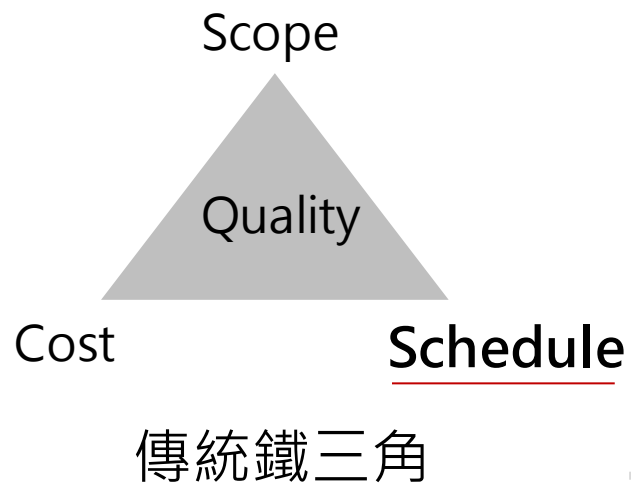 Scope
Quality
Cost
Schedule
傳統鐵三角